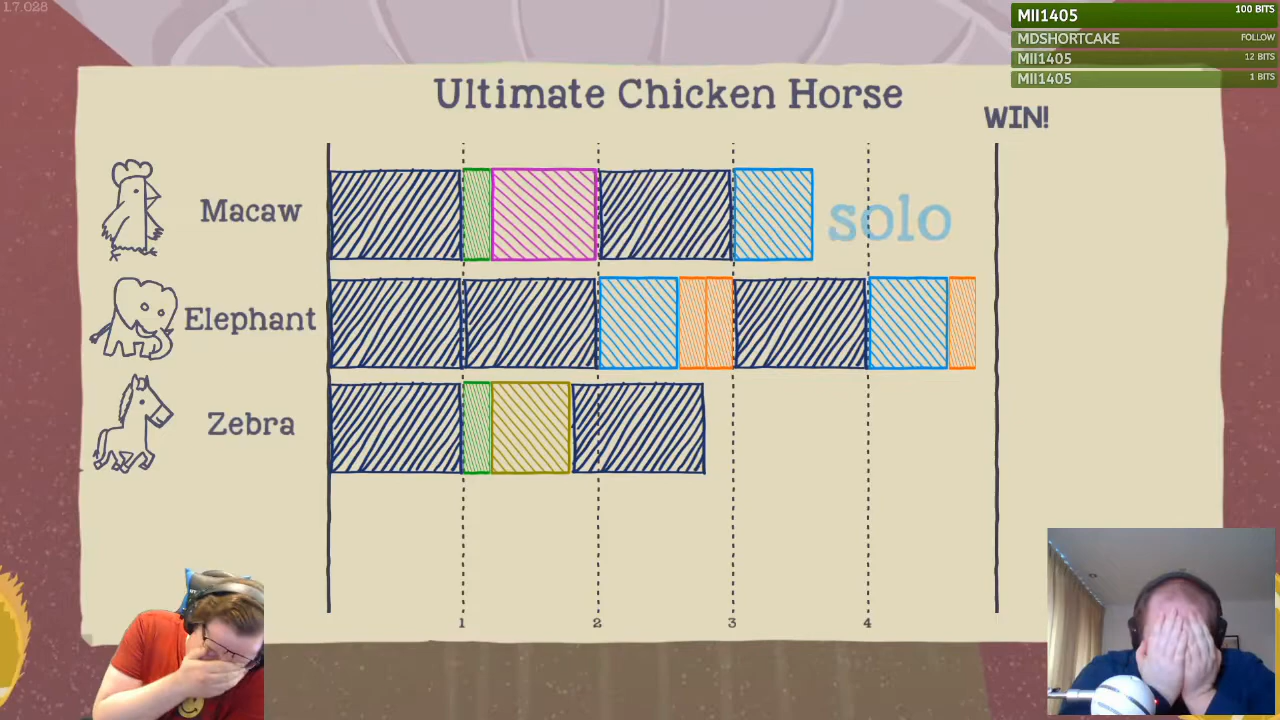 1.7.028
MII1405 100 BITS
MDSHORTCAKE FOLLOW
MII1405 12 BITS
MII1405 1 BITS
Ultimate Chicken Horse
WIN!
Macaw
solo
Elephant
Zebra
1 2 3 4